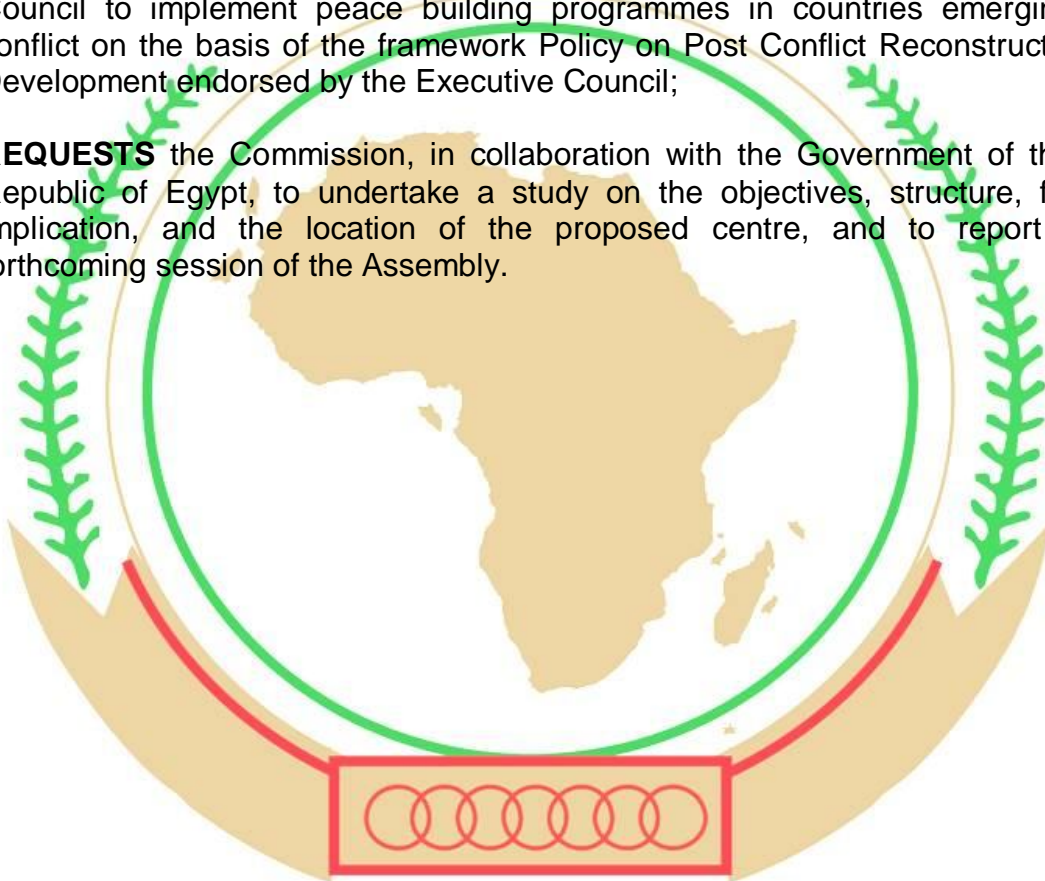 ouncil to implement peace building programmes in countries emergin
onflict on the basis of the framework Policy on Post Conflict Reconstruct
evelopment endorsed by the Executive Council;
EQUESTS the Commission, in collaboration with the Government of th
epublic of Egypt, to undertake a study on the objectives, structure, f
mplication, and the location of the proposed centre, and to report
orthcoming session of the Assembly.